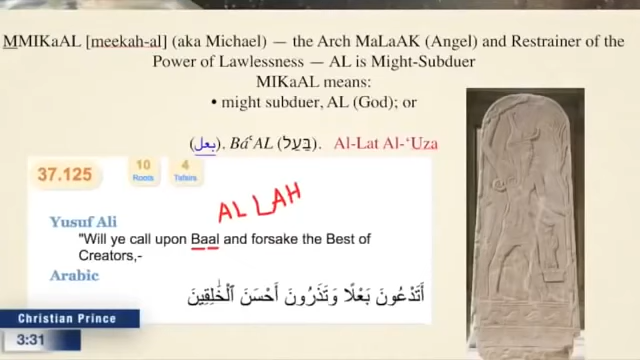 MMIKaAL [meekah-al] (aka Michael) — the Arch MaLaAK (Angel) and Restrainer of the
Power of Lawlessness — AL is Might-Subduer
MIKaAL means:
• might subduer, AL (God); or
(بعل). BáʿAL (בַּעַל). Al-Lat Al-‘Uza
37.125
10
Roots
4
Tafsirs
ALLAH
Yusuf Ali
"Will ye call upon Baal and forsake the Best of
Creators,-
Arabic
أَتَدْعُونَ بَعْلًا وَتَذَرُونَ أَحْسَنَ ٱلْخَٰلِقِينَ
Christian Prince
3:31